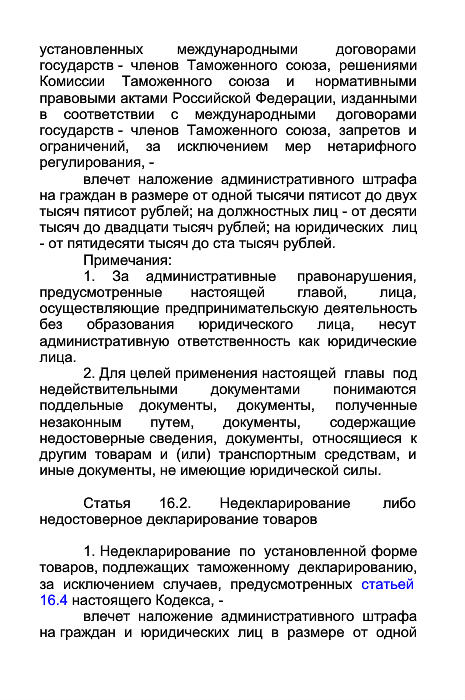 установленных международными договорами
государств - членов Таможенного союза, решениями
Комиссии Таможенного союза и нормативными
правовыми актами Российской Федерации, изданными
в соответствии с международными договорами
государств - членов Таможенного союза, запретов и
ограничений, за исключением мер нетарифного
регулирования, -
влечет наложение административного штрафа
на граждан в размере от одной тысячи пятисот до двух
тысяч пятисот рублей; на должностных лиц - от десяти
тысяч до двадцати тысяч рублей; на юридических лиц
- от пятидесяти тысяч до ста тысяч рублей.
Примечания:
1. За административные правонарушения,
предусмотренные настоящей главой, лица,
осуществляющие предпринимательскую деятельность
без образования юридического лица, несут
административную ответственность как юридические
лица.
2. Для целей применения настоящей главы под
недействительными документами понимаются
поддельные документы, документы, полученные
незаконным путем, документы, содержащие
недостоверные сведения, документы, относящиеся к
другим товарам и (или) транспортным средствам, и
иные документы, не имеющие юридической силы.
Статья 16.2. Недекларирование либо
недостоверное декларирование товаров
1. Недекларирование по установленной форме
товаров, подлежащих таможенному декларированию,
за исключением случаев, предусмотренных статьей
16.4 настоящего Кодекса, -
влечет наложение административного штрафа
на граждан и юридических лиц в размере от одной